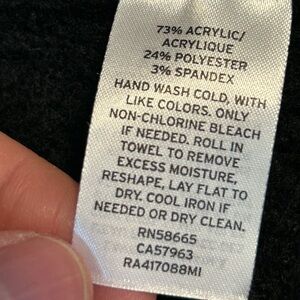 73% ACRYLIC/
ACRYLIQUE
24% POLYESTER
3% SPANDEX
HAND WASH COLD, WITH
LIKE COLORS. ONLY
NON-CHLORINE BLEACH
IF NEEDED. ROLL IN
TOWEL TO REMOVE
EXCESS MOISTURE,
RESHAPE, LAY FLAT TO
DRY. COOL IRON IF
NEEDED OR DRY CLEAN.
RN58665
CA57963
RA417088MI